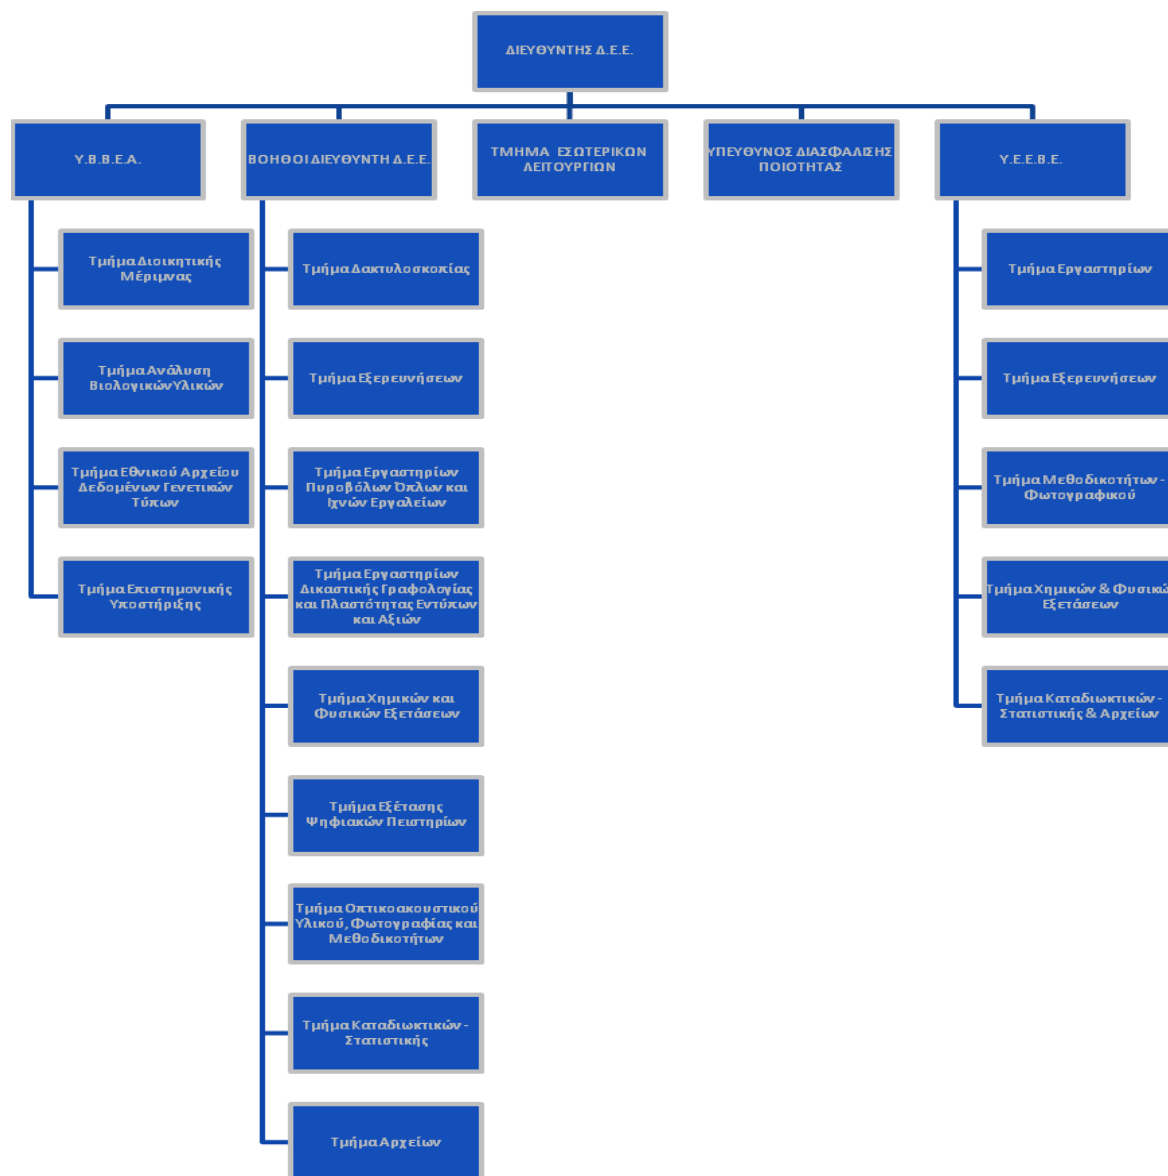 ΔΙΕΥΘΥΝΤΗΣ Δ.Ε.Ε.
Υ.Β.Β.Ε.Α.
ΒΟΗΘΟΙ ΔΙΕΥΘΥΝΤΗ Δ.Ε.Ε.
ΤΜΗΜΑ ΕΣΩΤΕΡΙΚΩΝ
ΛΕΙΤΟΥΡΓΙΩΝ
ΥΠΕΥΘΥΝΟΣ ΔΙΑΣΦΑΛΙΣΗΣ
ΠΟΙΟΤΗΤΑΣ
Υ.Ε.Ε.Β.Ε.
Τμήμα Διοικητικής
Μέριμνας
Τμήμα Ανάλυση
Βιολογικών Υλικών
Τμήμα Εθνικού Αρχείου
Δεδομένων Γενετικών
Τύπων
Τμήμα Επιστημονικής
Υποστήριξης
Τμήμα Δακτυλοσκοπίας
Τμήμα Εξερευνήσεων
Τμήμα Εργαστηρίων
Πυροβόλων Όπλων και
Ιχνών Εργαλείων
Τμήμα Εργαστηρίων
Δικαστικής Γραφολογίας
και Πλαστότητας Εντύπων
και Αξιών
Τμήμα Χημικών και
Φυσικών Εξετάσεων
Τμήμα Εξέτασης
Ψηφιακών Πειστηρίων
Τμήμα Οπτικοακουστικού
Υλικού, Φωτογραφίας και
Μεθοδικοτήτων
Τμήμα Καταδιωκτικών -
Στατιστικής
Τμήμα Αρχείων
Τμήμα Εργαστηρίων
Τμήμα Εξερευνήσεων
Τμήμα Μεθοδικοτήτων -
Φωτογραφικού
Τμήμα Χημικών & Φυσικώ
Εξετάσεων
Τμήμα Καταδιωκτικών -
Στατιστικής & Αρχείων